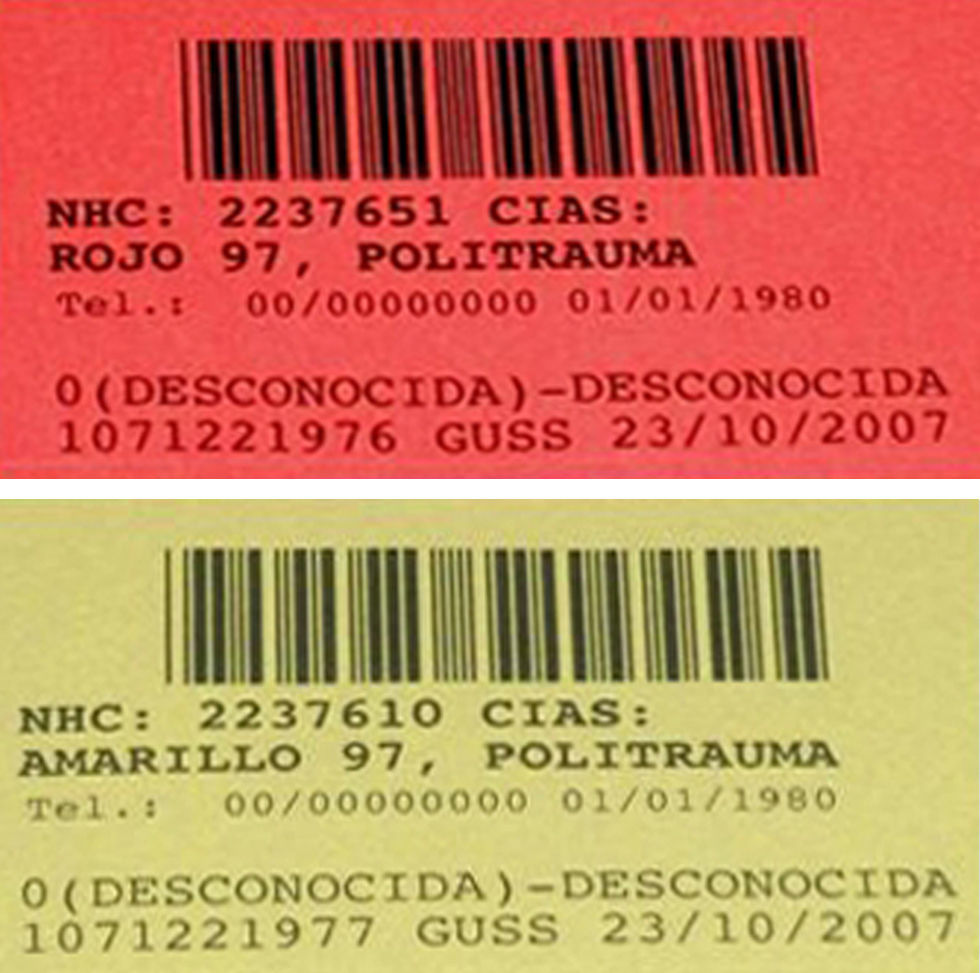 NHC: 2237651 CIAS:
ROJO 97, POLITRAUMA
Tel.: 00/00000000 01/01/1980
0(DESCONOCIDA)-DESCONOCIDA
1071221976 GUSS 23/10/2007
NHC: 2237610 CIAS:
AMARILLO 97, POLITRAUMA
Tel.: 00/00000000 01/01/1980
0(DESCONOCIDA)-DESCONOCIDA
1071221977 GUSS 23/10/2007